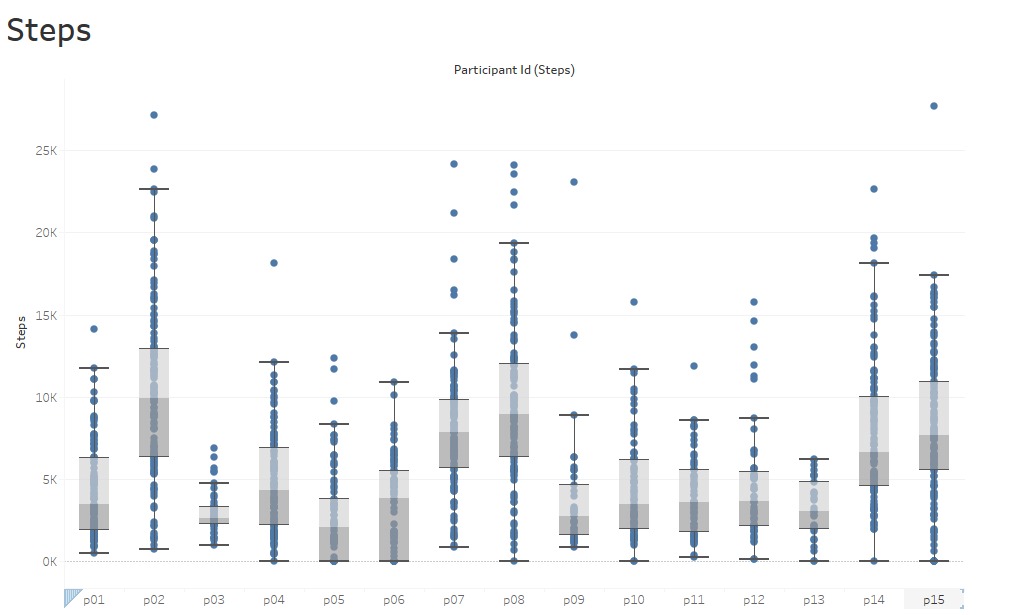 Steps
Participant Id (Steps)
25K
20K
15K
10K
5K
0K
Steps
p01 p02 p03 p04 p05 p06 p07 p08 p09 p10 p11 p12 p13 p14 p15